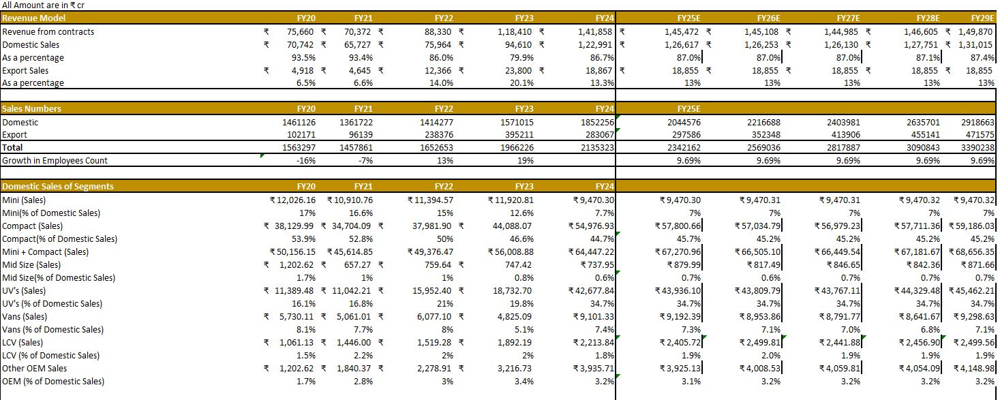 All Amount are in ₹ cr
Revenue Model FY20 FY21 FY22 FY23 FY24 FY25E FY26E FY27E FY28E FY29E
Revenue from contracts ₹ 75,660 ₹ 70,372 ₹ 88,330 ₹ 1,18,410 ₹ 1,41,858 ₹ 1,45,472 ₹ 1,45,108 ₹ 1,44,985 ₹ 1,46,605 ₹ 1,49,870
Domestic Sales ₹ 70,742 ₹ 65,727 ₹ 75,964 ₹ 94,610 ₹ 1,22,991 ₹ 1,26,617 ₹ 1,26,253 ₹ 1,26,130 ₹ 1,27,751 ₹ 1,31,015
As a percentage 93.5% 93.4% 86.0% 79.9% 86.7% 87.0% 87.0% 87.0% 87.1% 87.4%
Export Sales ₹ 4,918 ₹ 4,645 ₹ 12,366 ₹ 23,800 ₹ 18,867 ₹ 18,855 ₹ 18,855 ₹ 18,855 ₹ 18,855 ₹ 18,855
As a percentage 6.5% 6.6% 14.0% 20.1% 13.3% 13% 13% 13% 13% 13%
Sales Numbers FY20 FY21 FY22 FY23 FY24 FY25E
Domestic 1461126 1361722 1414277 1571015 1852256 2044576 2216688 2403981 2635701 2918663
Export 102171 96139 238376 395211 283067 297586 352348 413906 455141 471575
Total 1563297 1457861 1652653 1966226 2135323 2342162 2569036 2817887 3090843 3390238
Growth in Employees Count -16% -7% 13% 19% 9.69% 9.69% 9.69% 9.69% 9.69%
Domestic Sales of Segments FY20 FY21 FY22 FY23 FY24
Mini (Sales) ₹ 12,026.16 ₹ 10,910.76 ₹ 11,394.57 ₹ 11,920.81 ₹ 9,470.30 ₹ 9,470.30 ₹ 9,470.31 ₹ 9,470.31 ₹ 9,470.32 ₹ 9,470.32
Mini(% of Domestic Sales) 17% 16.6% 15% 12.6% 7.7% 7% 7% 7% 7% 7%
Compact (Sales) ₹ 38,129.99 ₹ 34,704.09 ₹ 37,981.90 ₹ 44,088.07 ₹ 54,976.93 ₹ 57,800.66 ₹ 57,034.79 ₹ 56,979.23 ₹ 57,711.36 ₹ 59,186.03
Compact(% of Domestic Sales) 53.9% 52.8% 50% 46.6% 44.7% 45.7% 45.2% 45.2% 45.2% 45.2%
Mini + Compact (Sales) ₹ 50,156.15 ₹ 45,614.85 ₹ 49,376.47 ₹ 56,008.88 ₹ 64,447.22 ₹ 67,270.96 ₹ 66,505.10 ₹ 66,449.54 ₹ 67,181.67 ₹ 68,656.35
Mid Size (Sales) ₹ 1,202.62 ₹ 657.27 ₹ 759.64 ₹ 747.42 ₹ 737.95 ₹ 879.99 ₹ 817.49 ₹ 846.65 ₹ 842.36 ₹ 871.66
Mid Size(% of Domestic Sales) 1.7% 1% 1% 0.8% 0.6% 0.7% 0.6% 0.7% 0.7% 0.7%
UV's (Sales) ₹ 11,389.48 ₹ 11,042.21 ₹ 15,952.40 ₹ 18,732.70 ₹ 42,677.84 ₹ 43,936.10 ₹ 43,809.79 ₹ 43,767.11 ₹ 44,329.48 ₹ 45,462.21
UV's (% of Domestic Sales) 16.1% 16.8% 21% 19.8% 34.7% 34.7% 34.7% 34.7% 34.7% 34.7%
Vans (Sales) ₹ 5,730.11 ₹ 5,061.01 ₹ 6,077.10 ₹ 4,825.09 ₹ 9,101.33 ₹ 9,192.39 ₹ 8,953.86 ₹ 8,791.77 ₹ 8,641.67 ₹ 9,298.63
Vans (% of Domestic Sales) 8.1% 7.7% 8% 5.1% 7.4% 7.3% 7.1% 7.0% 6.8% 7.1%
LCV (Sales) ₹ 1,061.13 ₹ 1,446.00 ₹ 1,519.28 ₹ 1,892.19 ₹ 2,213.84 ₹ 2,405.72 ₹ 2,499.81 ₹ 2,441.88 ₹ 2,456.90 ₹ 2,499.56
LCV (% of Domestic Sales) 1.5% 2.2% 2% 2% 1.8% 1.9% 2.0% 1.9% 1.9% 1.9%
Other OEM Sales ₹ 1,202.62 ₹ 1,840.37 ₹ 2,278.91 ₹ 3,216.73 ₹ 3,935.71 ₹ 3,925.13 ₹ 4,008.53 ₹ 4,059.81 ₹ 4,054.09 ₹ 4,148.98
OEM (% of Domestic Sales) 1.7% 2.8% 3% 3.4% 3.2% 3.1% 3.2% 3.2% 3.2% 3.2%